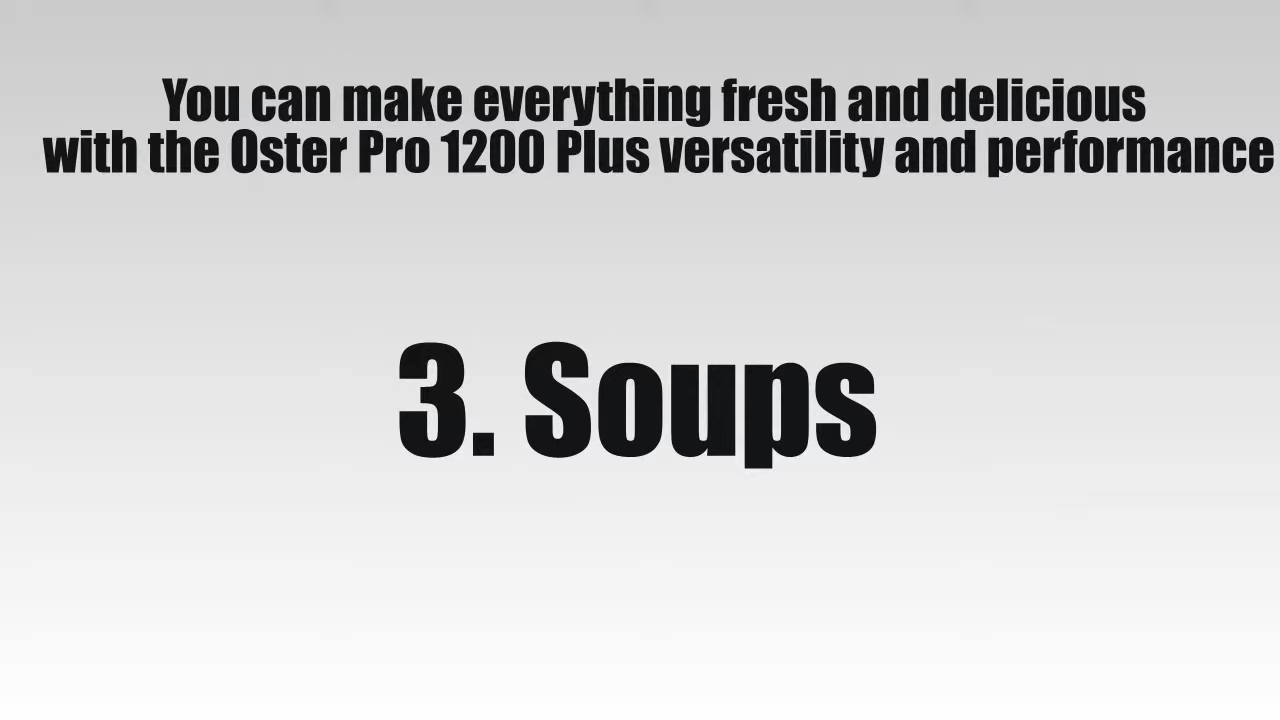 You can make everything fresh and delicious
with the Oster Pro 1200 Plus versatility and performance
3. Soups